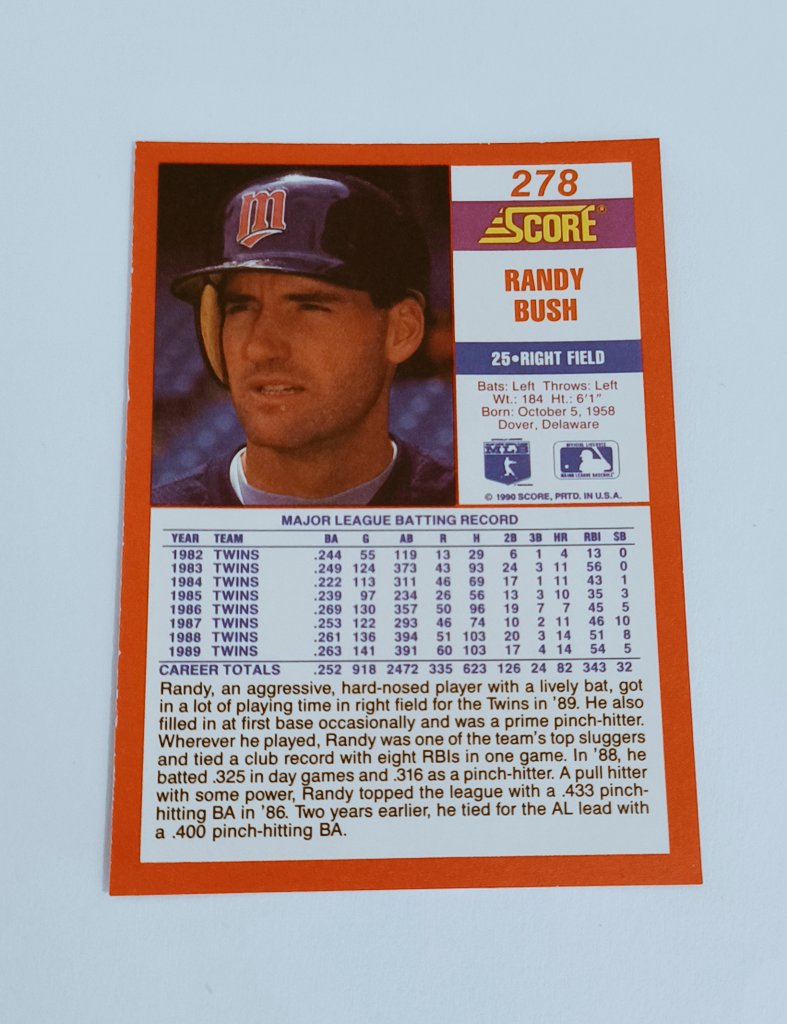 m
278
SCORE®
RANDY
BUSH
25•RIGHT FIELD
Bats: Left Throws: Left
Wt.: 184 Ht.: 6'1"
Born: October 5, 1958
Dover, Delaware
OFFICIAL LICENSEE
MAJOR LEAGUE BASEBALL
© 1990 SCORE, PRTD. IN U.S.A.
MAJOR LEAGUE BATTING RECORD
YEAR TEAM BA G AB R H 2B 3B HR RBI SB
1982 TWINS .244 55 119 13 29 6 1 4 13 0
1983 TWINS .249 124 373 43 93 24 3 11 56 0
1984 TWINS .222 113 311 46 69 17 1 11 43 1
1985 TWINS .239 97 234 26 56 13 3 10 35 3
1986 TWINS .269 130 357 50 96 19 7 7 45 5
1987 TWINS .253 122 293 46 74 10 2 11 46 10
1988 TWINS .261 136 394 51 103 20 3 14 51 8
1989 TWINS .263 141 391 60 103 17 4 14 54 5
CAREER TOTALS .252 918 2472 335 623 126 24 82 343 32
Randy, an aggressive, hard-nosed player with a lively bat, got
in a lot of playing time in right field for the Twins in '89. He also
filled in at first base occasionally and was a prime pinch-hitter.
Wherever he played, Randy was one of the team's top sluggers
and tied a club record with eight RBIs in one game. In '88, he
batted .325 in day games and .316 as a pinch-hitter. A pull hitter
with some power, Randy topped the league with a .433 pinch-
hitting BA in '86. Two years earlier, he tied for the AL lead with
a .400 pinch-hitting BA.